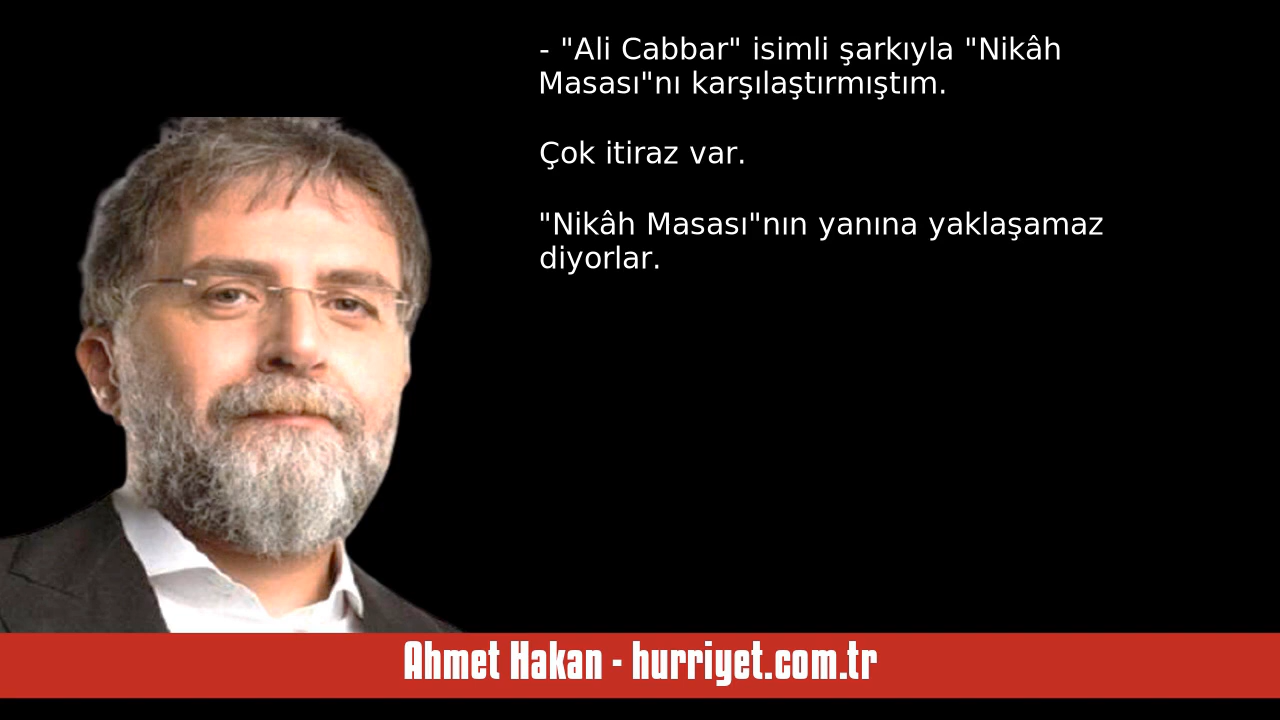 - "Ali Cabbar" isimli şarkıyla "Nikâh
Masası"nı karşılaştırmıştım.
Çok itiraz var.
"Nikâh Masası"nın yanına yaklaşamaz
diyorlar.
Ahmet Hakan - hurriyet.com.tr